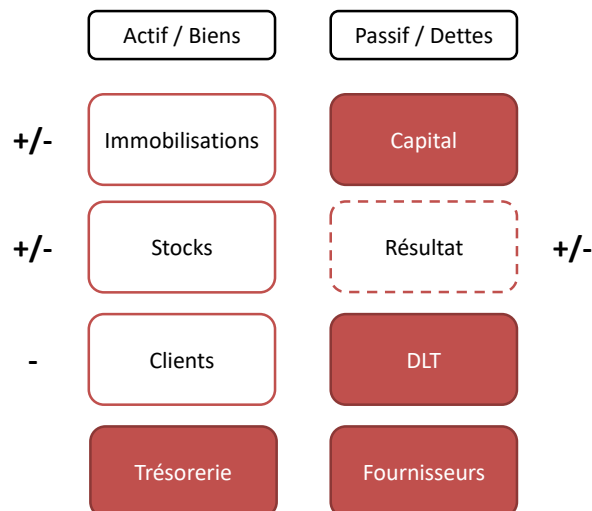 Actif / Biens Passif / Dettes
+/- Immobilisations Capital
+/- Stocks Résultat +/-
- Clients DLT
Trésorerie Fournisseurs